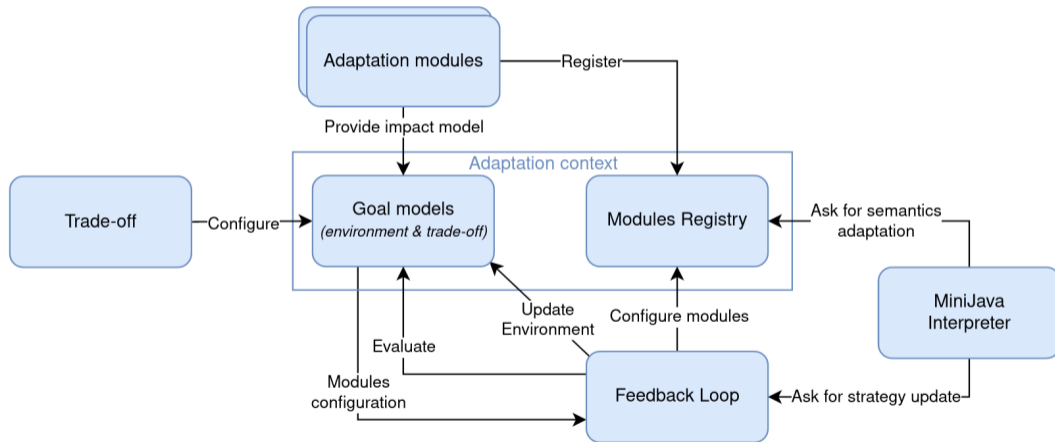 Adaptation modules
Register
Provide impact model
Adaptation context
Trade-off
Configure
Goal models
(environment & trade-off)
Modules Registry
Ask for semantics
adaptation
MiniJava
Interpreter
Update
Environment
Configure modules
Evaluate
Modules
configuration
Feedback Loop
Ask for strategy update